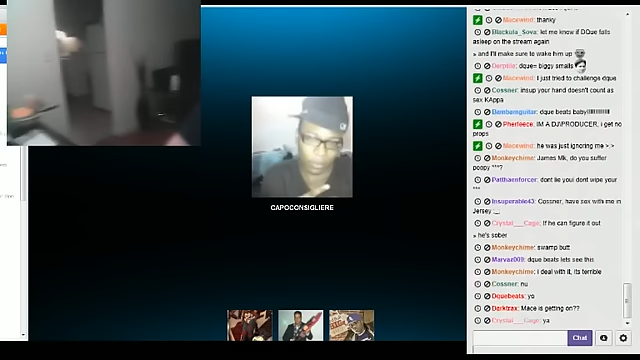 Macewind: thanky
Blackula_Sova: let me know if DQue falls
asleep on the stream again
» and I'll make sure to wake him up
Derptile: dque= biggy smalls
Macewind: I just tried to challenge dque
Cossner: insup your hand doesn't count as
sex KAppa
Bambamguitar: dque beats baby!!!!!!!!!!!!!!
Pherleece: IM A DJ\PRODUCER, i get no
props
Macewind: he was just ignoring me >.>
Monkeychime: James Mk, do you suffer
poopy ***?
Patthaenforcer: dont lie you\ dont wipe your
***
Insuperable43: Cossner, have sex with me in
Jersey :_;
Crystal___Cage: If he can figure it out
» he's sober
Monkeychime: swamp butt
Marvaz009: dque beats lets see this
Monkeychime: i deal with it, its terrible
Cossner: nu
Dquebeats: yo
Darktrax: Mace is getting on??
Crystal___Cage: ya
Chat
CAPOCONSIGLIERE